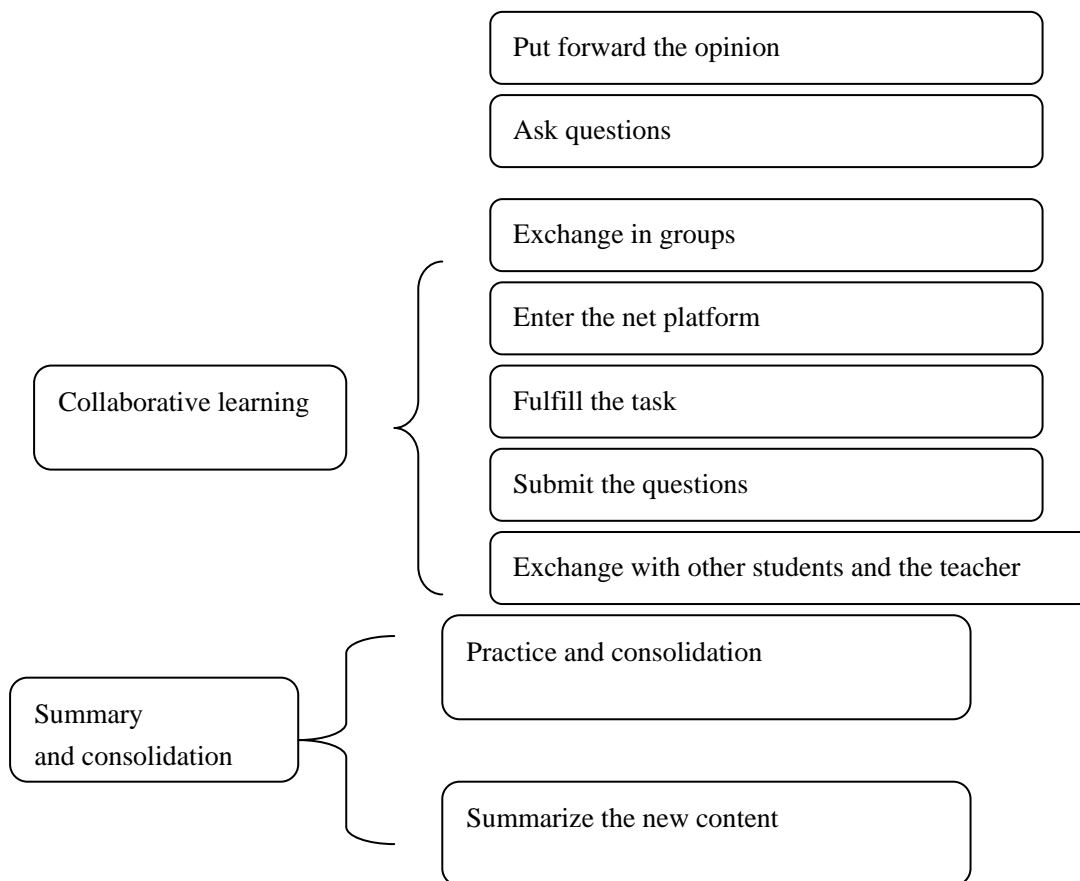 Put forward the opinion
Ask questions
Exchange in groups
Enter the net platform
Collaborative learning
Fulfill the task
Submit the questions
Exchange with other students and the teacher
Practice and consolidation
Summary
and consolidation
Summarize the new content